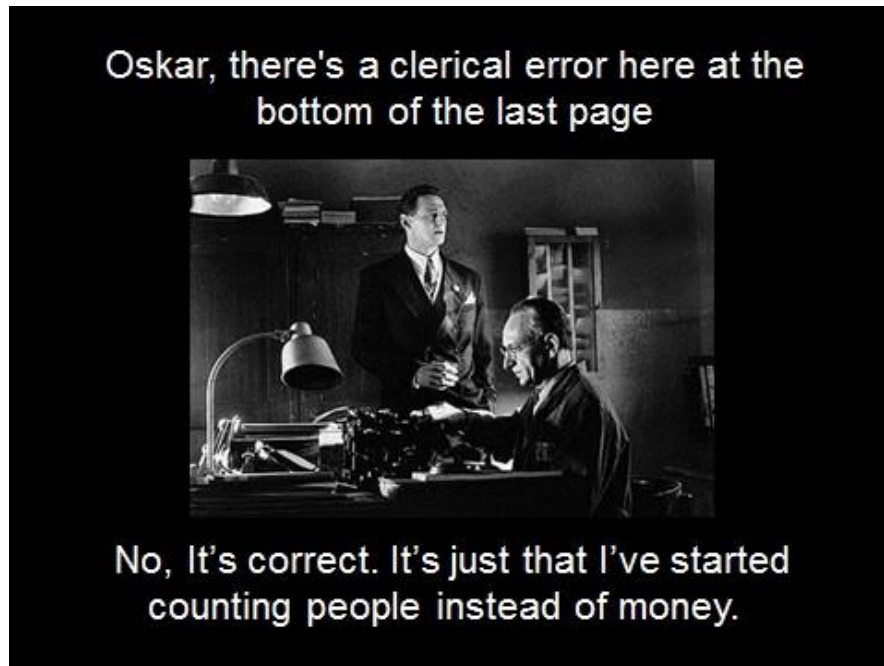 Oskar, there's a clerical error here at the
bottom of the last page
No, It’s correct. It’s just that I’ve started
counting people instead of money.